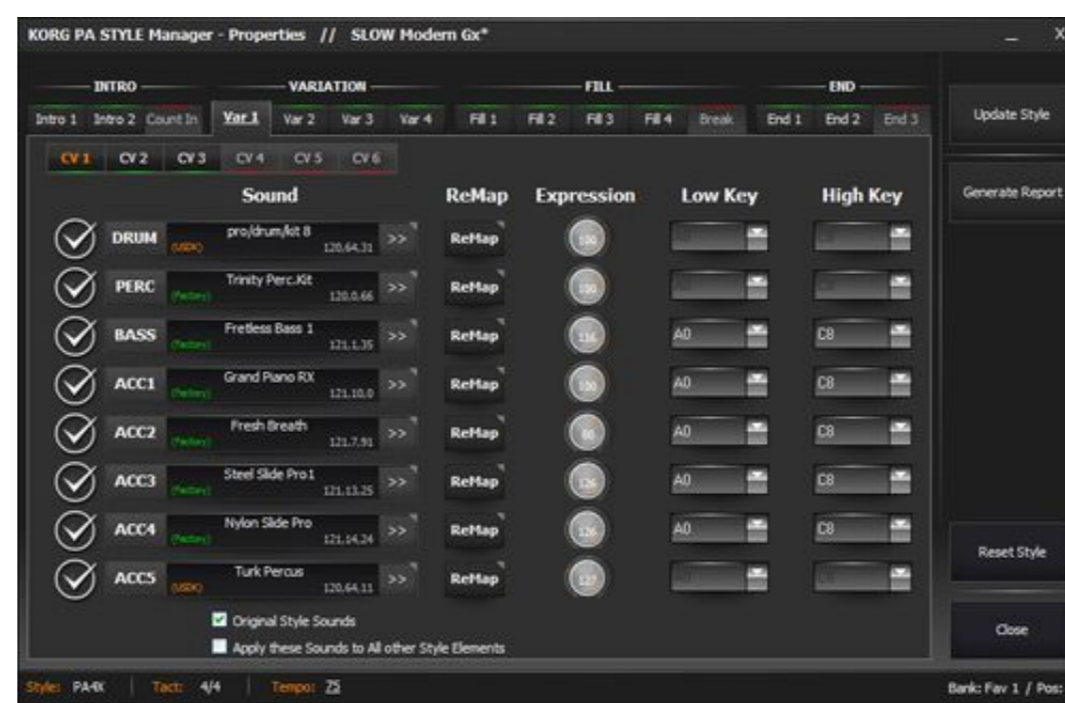 KORG PA STYLE Manager - Properties // SLOW Modern Gx*
INTRO VARIATION FILL END
Intro 1 Intro 2 Count In Var 1 Var 2 Var 3 Var 4 Fill 1 Fill 2 Fill 3 Fill 4 Break End 1 End 2 End 3
Update Style
CV 1 CV 2 CV 3 CV 4 CV 5 CV 6
Generate Report
Sound ReMap Expression Low Key High Key
DRUM (USER) pro/drum/kit 8 120,64,31 >> ReMap 100
PERC (Factory) Trinity Perc.Kit 120,0,66 >> ReMap 100
BASS (Factory) Fretless Bass 1 121,1,35 >> ReMap 116 A0 C8
ACC1 (Factory) Grand Piano RX 121,10,0 >> ReMap 100 A0 C8
ACC2 (Factory) Fresh Breath 121,7,91 >> ReMap A0 C8
ACC3 (Factory) Steel Slide Pro1 121,13,25 >> ReMap 126 A0 C8
ACC4 (Factory) Nylon Slide Pro 121,14,24 >> ReMap 126 A0 C8
ACC5 (USER) Turk Percus 120,64,11 >> ReMap 127
Reset Style
Original Style Sounds
Apply these Sounds to All other Style Elements
Close
Style: PA4X Tact: 4/4 Tempo: 75 Bank: Fav 1 / Pos: